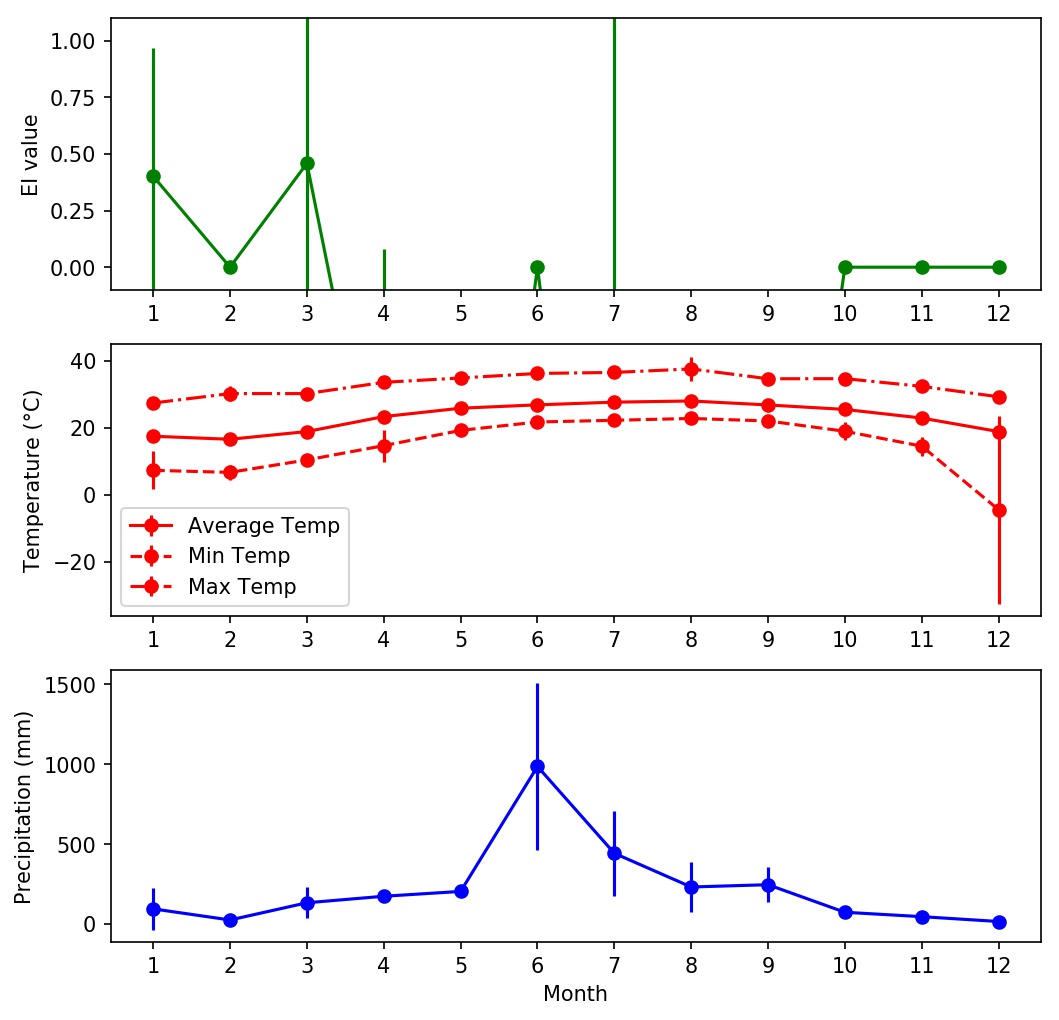 1.00
0.75
0.50
0.25
0.00
EI value
1 2 3 4 5 6 7 8 9 10 11 12
40
20
0
−20
Temperature (°C)
Average Temp
Min Temp
Max Temp
1 2 3 4 5 6 7 8 9 10 11 12
1500
1000
500
0
Precipitation (mm)
1 2 3 4 5 6 7 8 9 10 11 12
Month